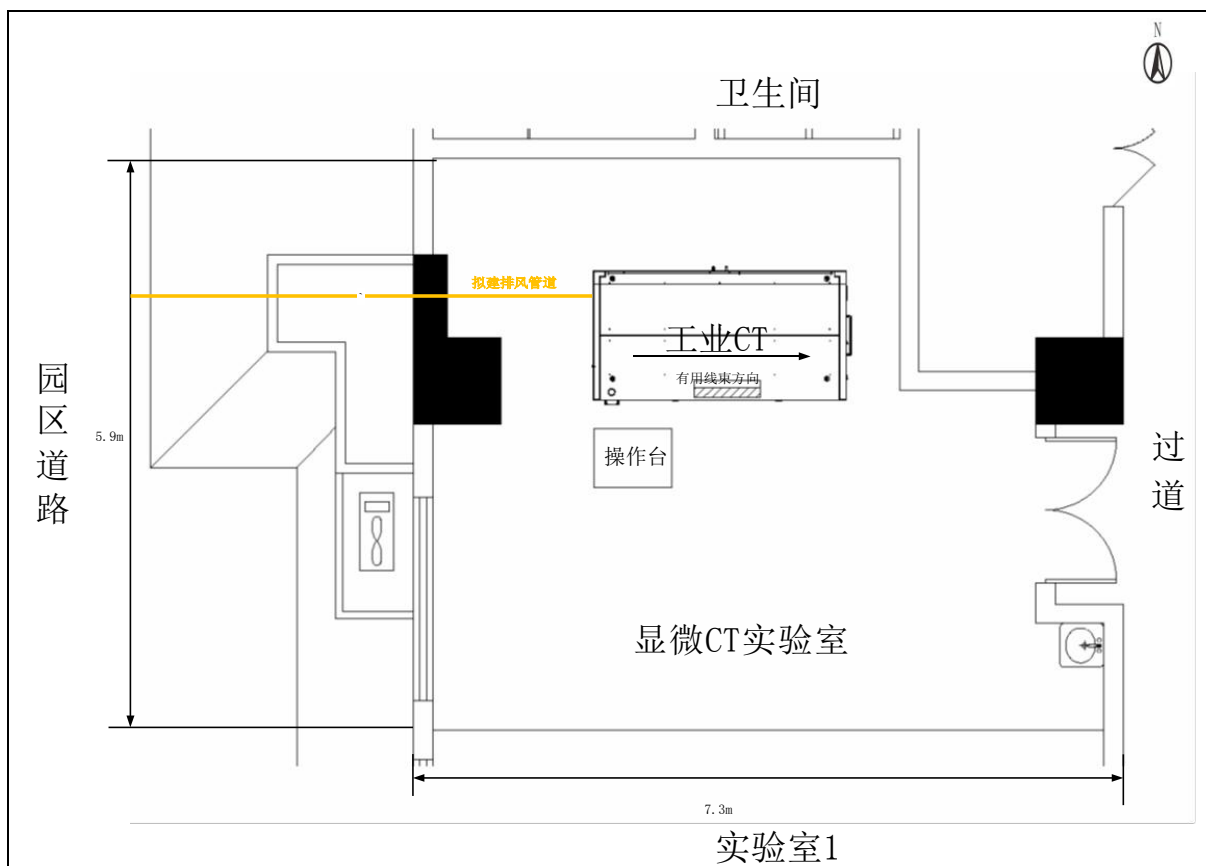 N
卫生间
拟建排风管道
工业CT
有用线束方向
园区道路
5.9m
操作台
过道
显微CT实验室
7.3m
实验室1